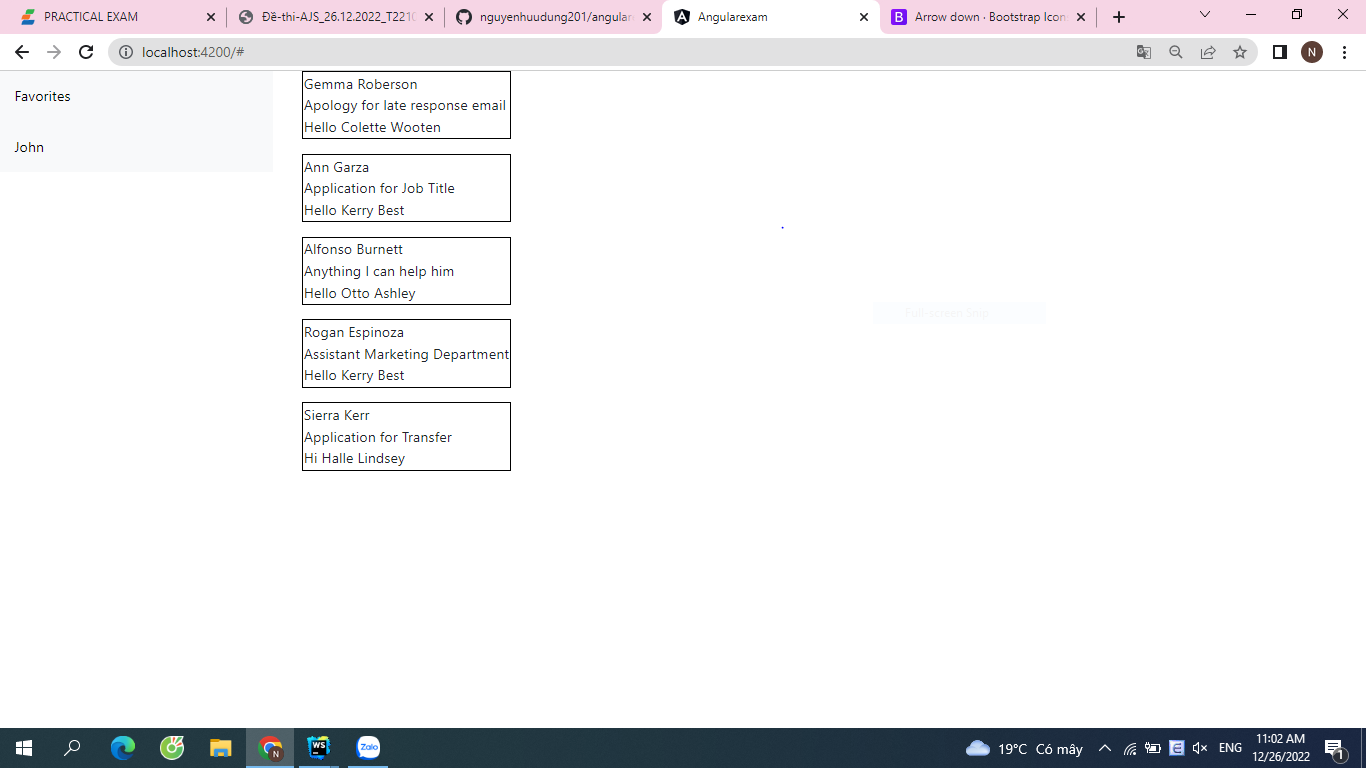 PRACTICAL EXAM
Đề-thi-AJS_26.12.2022_T2210
nguyenhuudung201/angular
Angularexam
Arrow down · Bootstrap Icon
localhost:4200/#
N
Favorites
John
Gemma Roberson
Apology for late response email
Hello Colette Wooten
Ann Garza
Application for Job Title
Hello Kerry Best
Alfonso Burnett
Anything I can help him
Hello Otto Ashley
Rogan Espinoza
Assistant Marketing Department
Hello Kerry Best
Sierra Kerr
Application for Transfer
Hi Halle Lindsey
Full-screen Snip
N
WS
Zalo
19°C Có mây
E
ENG
11:02 AM
12/26/2022
1